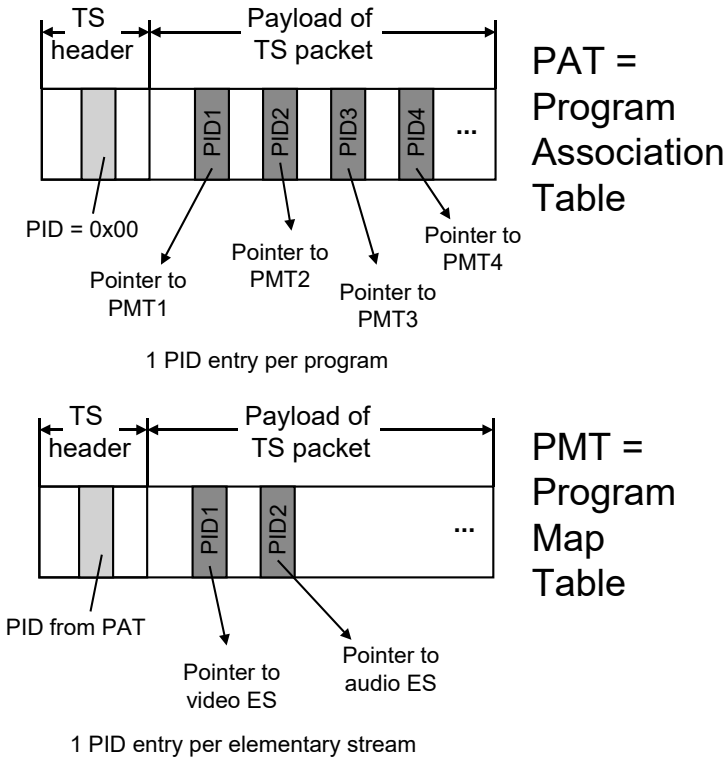 TS
header
Payload of
TS packet
PAT =
Program
Association
Table
PID1
PID2
PID3
PID4
...
PID = 0x00
Pointer to
PMT1
Pointer to
PMT2
Pointer to
PMT3
Pointer to
PMT4
1 PID entry per program
TS
header
Payload of
TS packet
PMT =
Program
Map
Table
PID1
PID2
...
PID from PAT
Pointer to
video ES
Pointer to
audio ES
1 PID entry per elementary stream